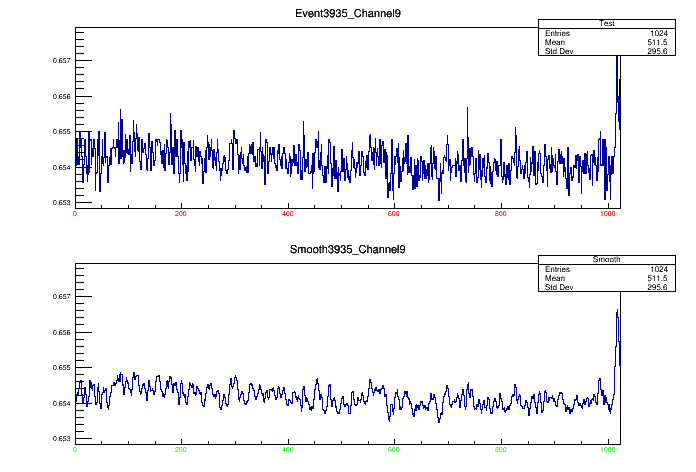 Event3935_Channel9
Test
Entries 1024
Mean 511.5
Std Dev 295.6
0.657
0.656
0.655
0.654
0.653
0 200 400 600 800 1000
Smooth3935_Channel9
Smooth
Entries 1024
Mean 511.5
Std Dev 295.6
0.657
0.656
0.655
0.654
0.653
0 200 400 600 800 1000